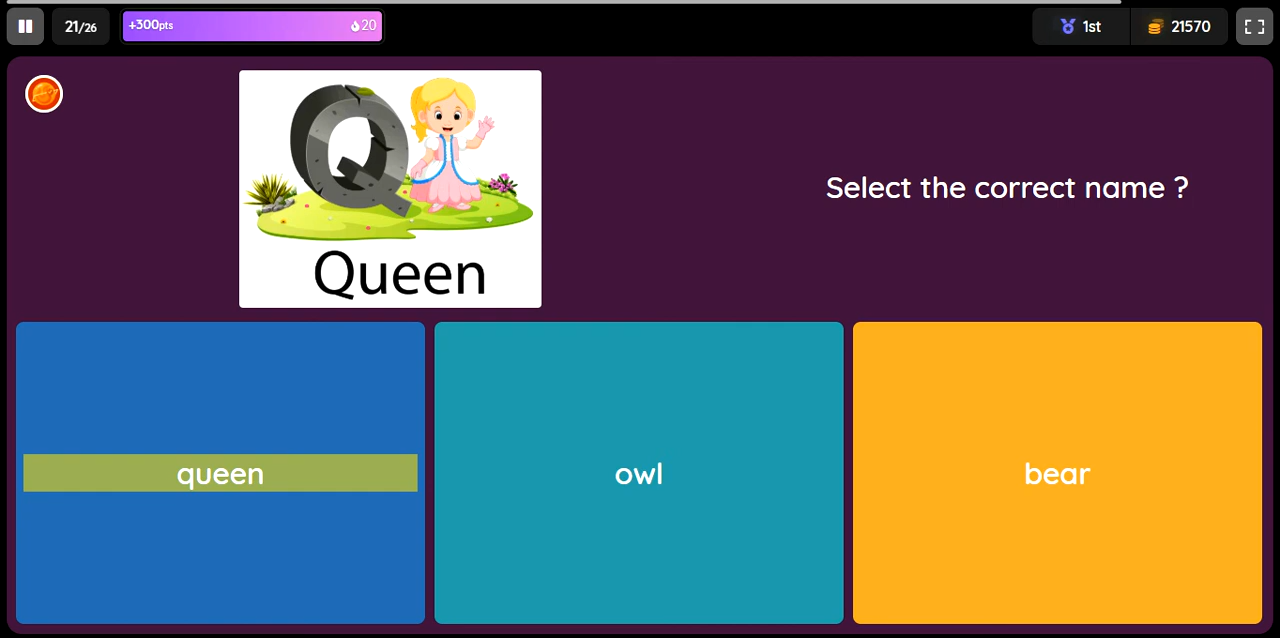 21/26
+300pts
20
1st
21570
Q
Queen
Select the correct name ?
queen
owl
bear